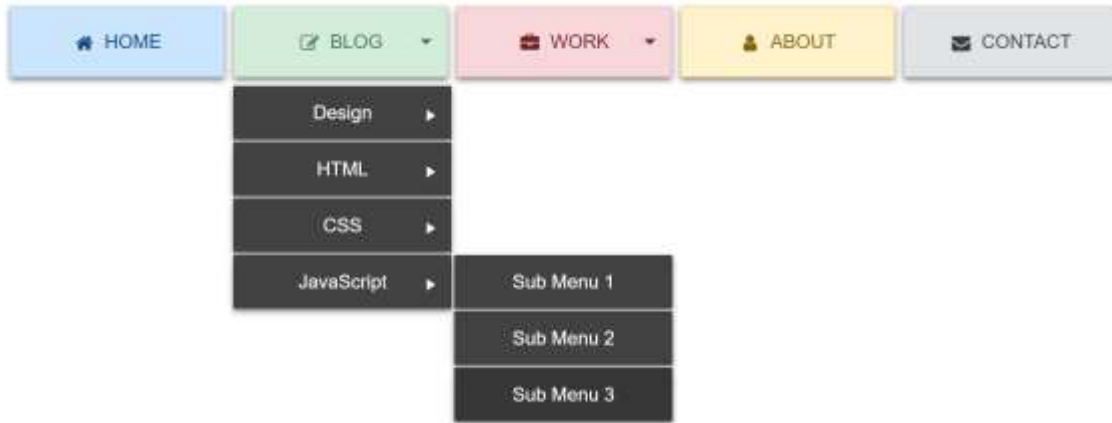 HOME
BLOG
WORK
ABOUT
CONTACT
Design
HTML
CSS
JavaScript
Sub Menu 1
Sub Menu 2
Sub Menu 3